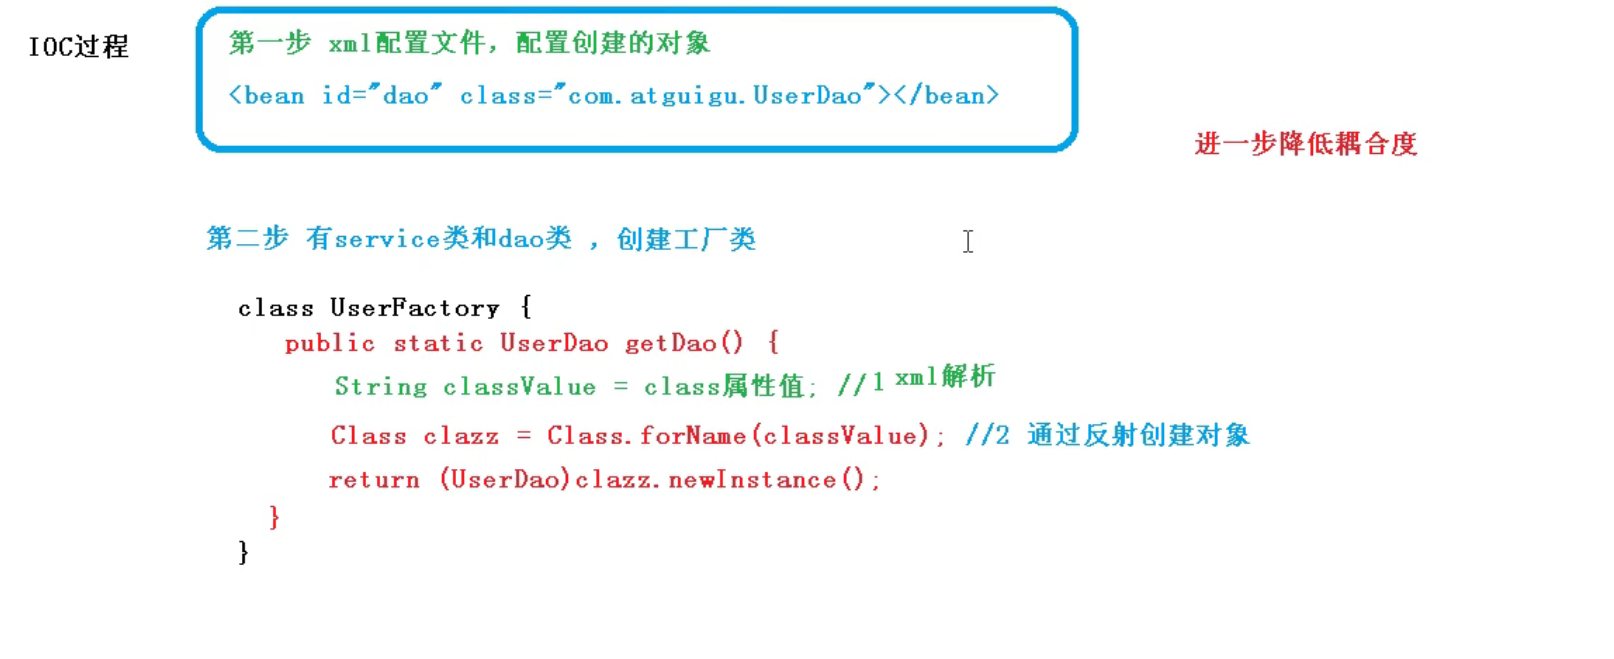 IOC过程
第一步 xml配置文件，配置创建的对象
<bean id="dao" class="com.atguigu.UserDao"></bean>
进一步降低耦合度
第二步 有service类和dao类 ，创建工厂类
class UserFactory {
public static UserDao getDao() {
String classValue = class属性值; //1 xml解析
Class clazz = Class.forName(classValue); //2 通过反射创建对象
return (UserDao)clazz.newInstance();
}
}